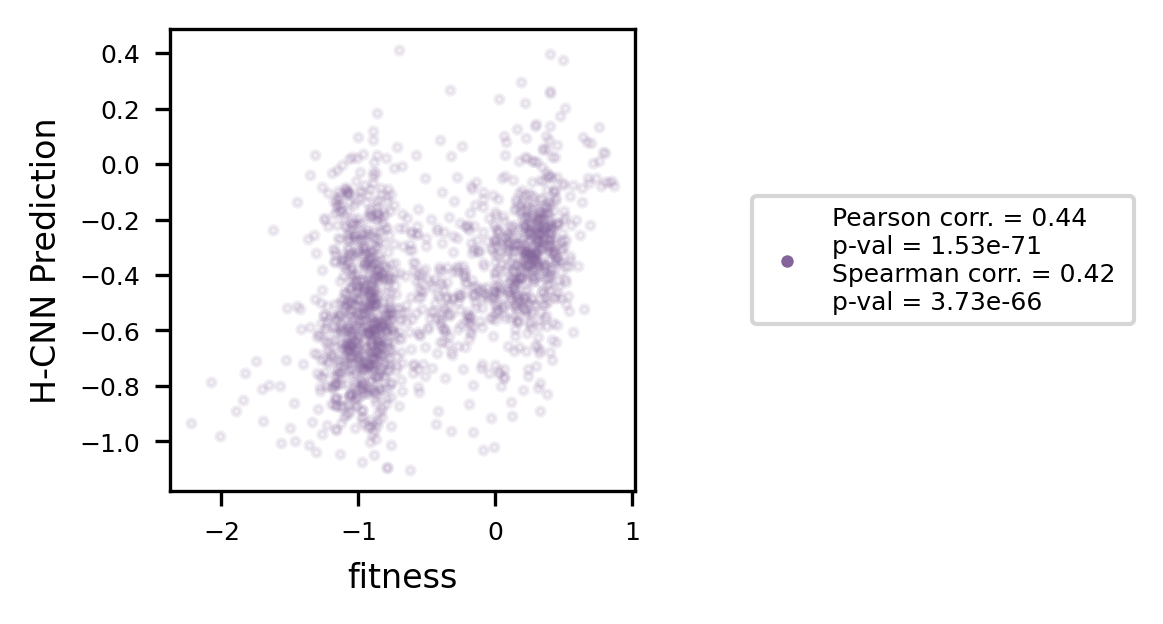 0.4
0.2
0.0
−0.2
−0.4
−0.6
−0.8
−1.0
H-CNN Prediction
−2
−1
0
1
fitness
Pearson corr. = 0.44
p-val = 1.53e-71
Spearman corr. = 0.42
p-val = 3.73e-66